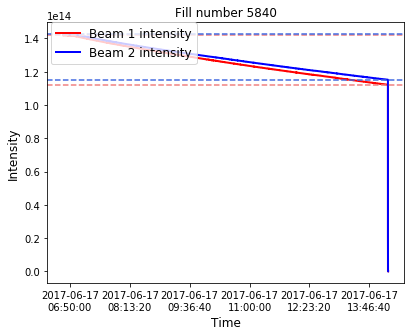 Fill number 5840
1e14
Beam 1 intensity
Beam 2 intensity
1.4
1.2
1.0
0.8
0.6
0.4
0.2
0.0
Intensity
2017-06-17 2017-06-17 2017-06-17 2017-06-17 2017-06-17 2017-06-17
06:50:00 08:13:20 09:36:40 11:00:00 12:23:20 13:46:40
Time